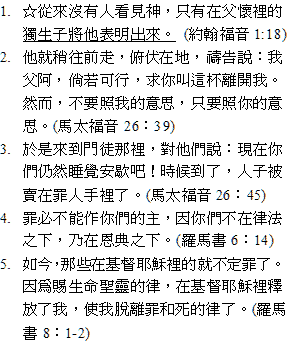 1. ☆從來沒有人看見神，只有在父懷裡的
獨生子將他表明出來。 (約翰福音 1:18)
2. 他就稍往前走，俯伏在地，禱告說：我
父阿，倘若可行，求你叫這杯離開我。
然而，不要照我的意思，只要照你的意
思。(馬太福音 26：39)
3. 於是來到門徒那裡，對他們說：現在你
們仍然睡覺安歇吧！時候到了，人子被
賣在罪人手裡了。(馬太福音 26：45)
4. 罪必不能作你們的主，因你們不在律法
之下，乃在恩典之下。(羅馬書 6：14)
5. 如今，那些在基督耶穌裡的就不定罪了。
因為賜生命聖靈的律，在基督耶穌裡釋
放了我，使我脫離罪和死的律了。(羅馬
書 8：1-2)